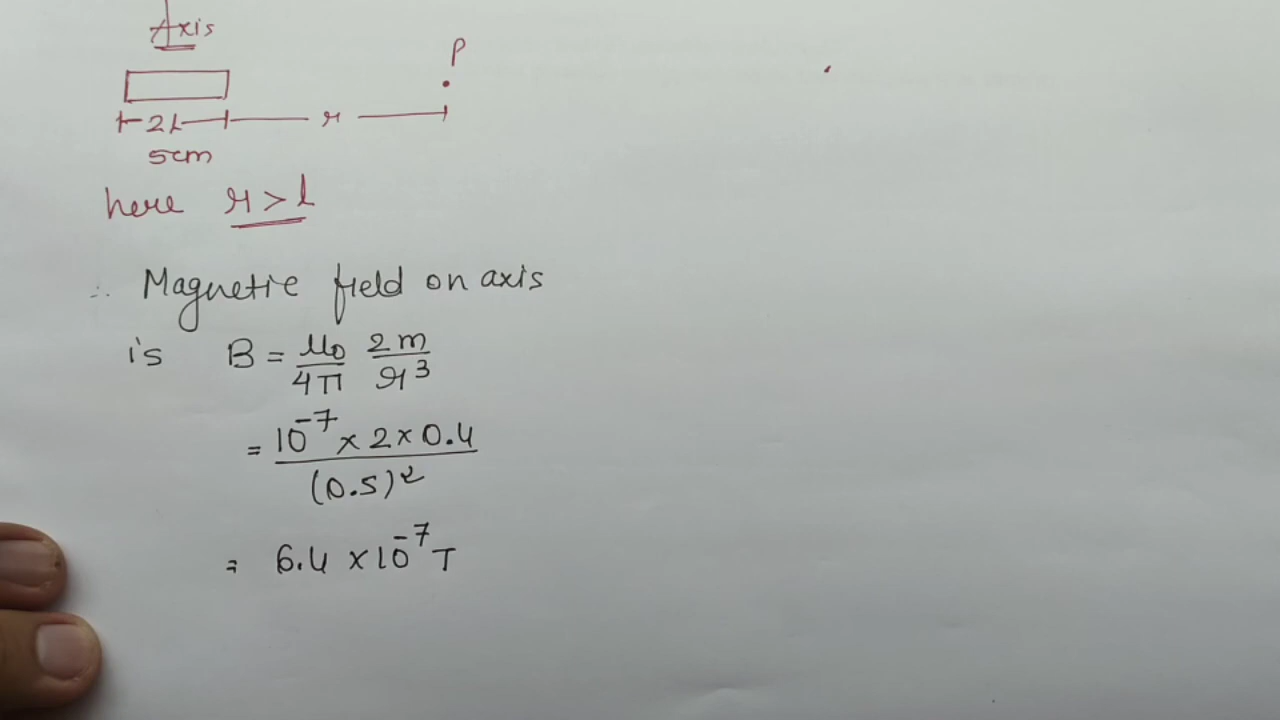 Axis
P
2l r
5cm
here r > l
∴ Magnetic field on axis
is B = μ₀/4π 2m/r³
= 10⁻⁷ × 2 × 0.4 / (0.5)²
= 6.4 × 10⁻⁷ T